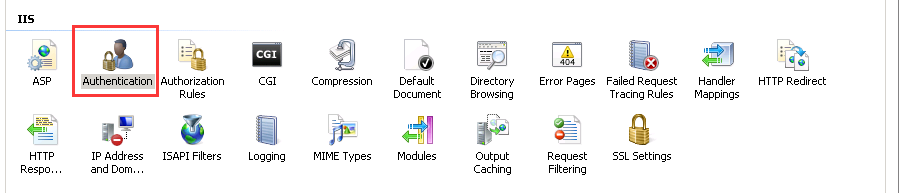 IIS
CGI
404
ASP
Authentication
Authorization
Rules
CGI
Compression
Default
Document
Directory
Browsing
Error Pages
Failed Request
Tracing Rules
Handler
Mappings
HTTP Redirect
HTTP
Respo...
IP Address
and Dom...
ISAPI Filters
Logging
MIME Types
Modules
Output
Caching
Request
Filtering
SSL Settings